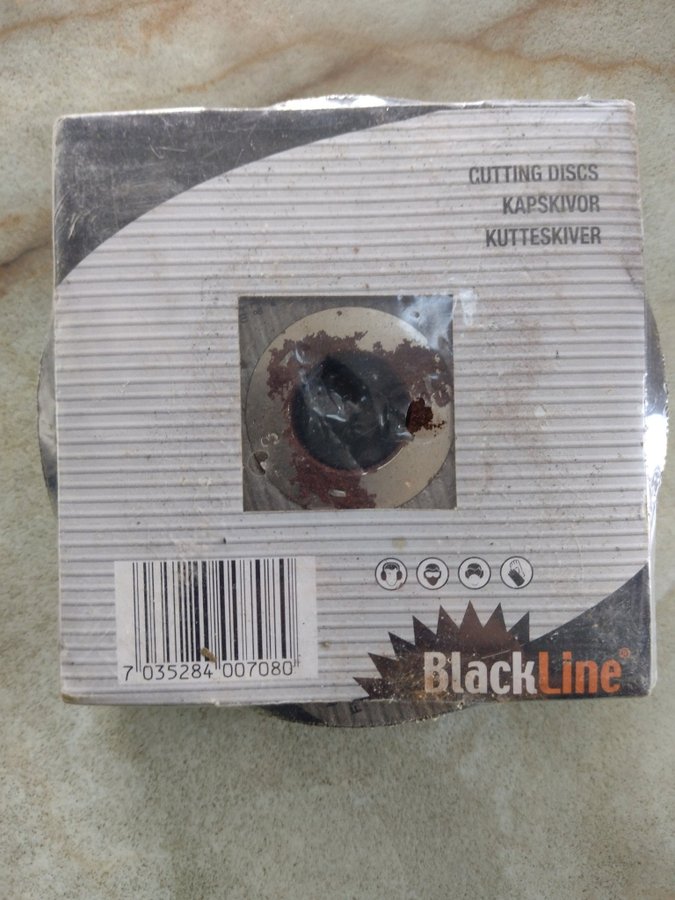 CUTTING DISCS
KAPSKIVOR
KUTTESKIVER
7 035284 007080
BlackLine®